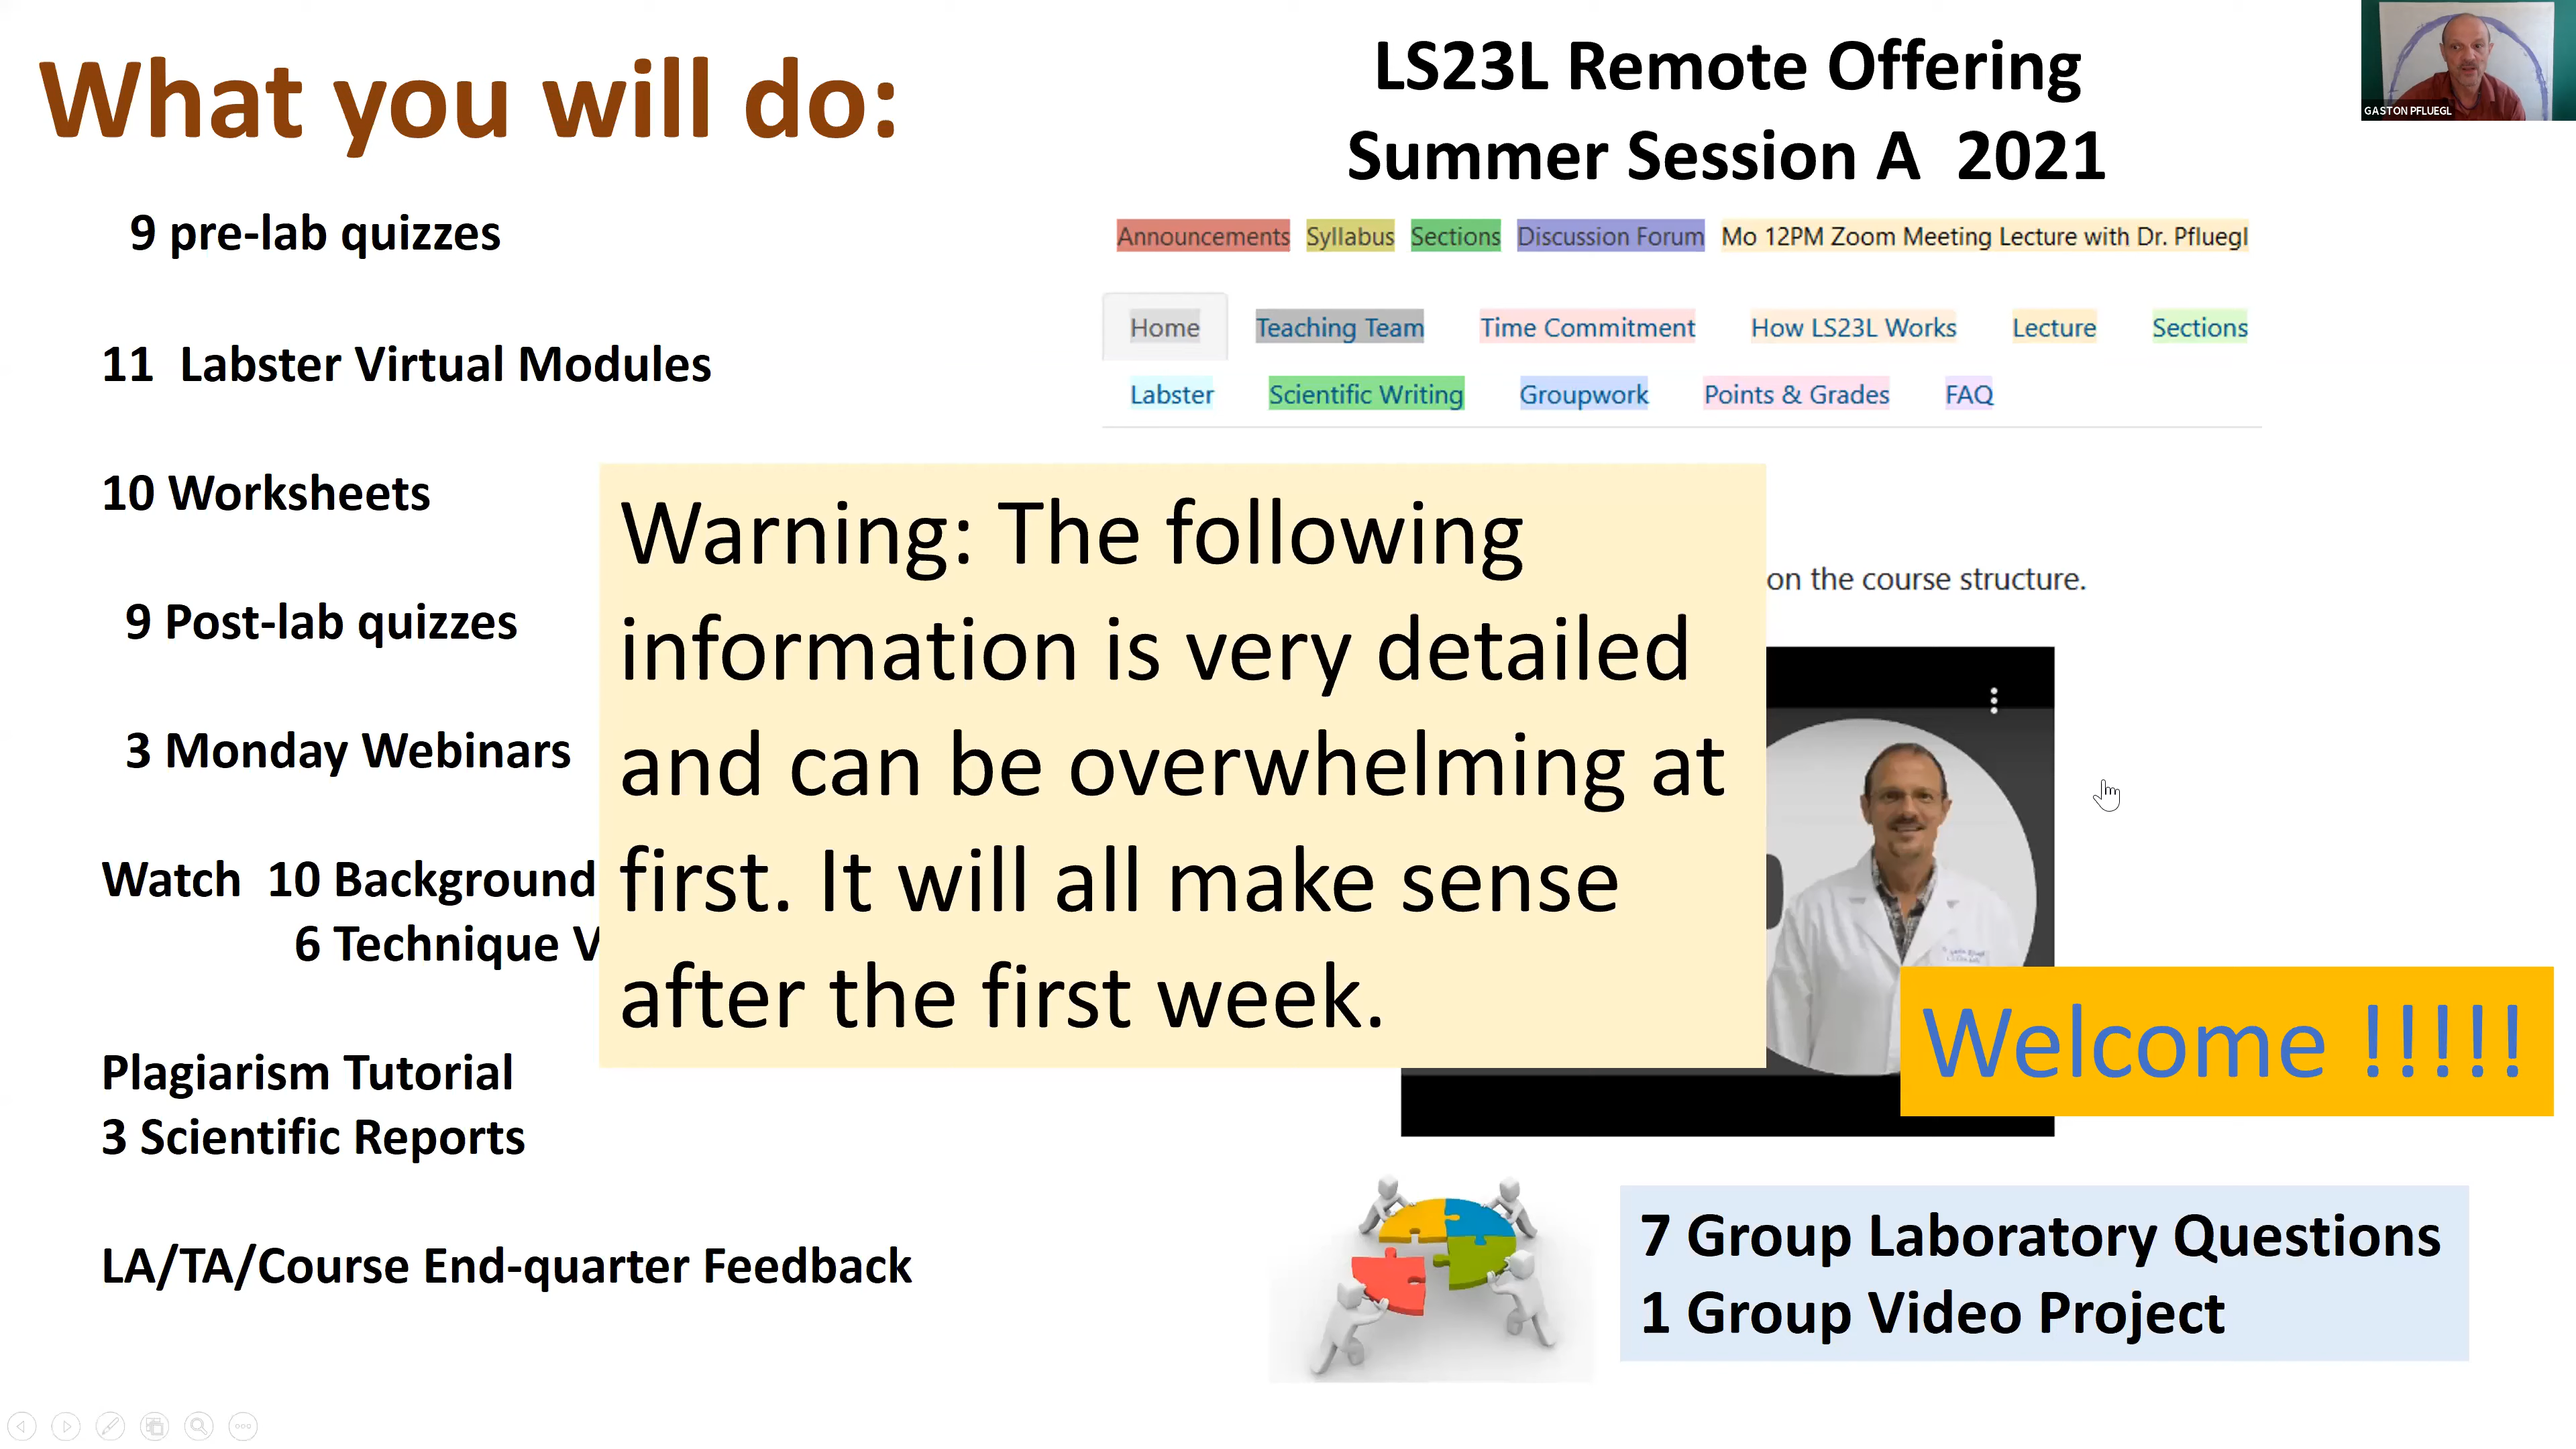 What you will do:
9 pre-lab quizzes
11 Labster Virtual Modules
10 Worksheets
9 Post-lab quizzes
3 Monday Webinars
Watch 10 Background
6 Technique V
Plagiarism Tutorial
3 Scientific Reports
LA/TA/Course End-quarter Feedback
LS23L Remote Offering
Summer Session A 2021
Announcements Syllabus Sections Discussion Forum Mo 12PM Zoom Meeting Lecture with Dr. Pfluegl
Home Teaching Team Time Commitment How LS23L Works Lecture Sections
Labster Scientific Writing Groupwork Points & Grades FAQ
Warning: The following
information is very detailed
and can be overwhelming at
first. It will all make sense
after the first week.
on the course structure.
Welcome !!!!!
7 Group Laboratory Questions
1 Group Video Project
GASTON PFLUEGL